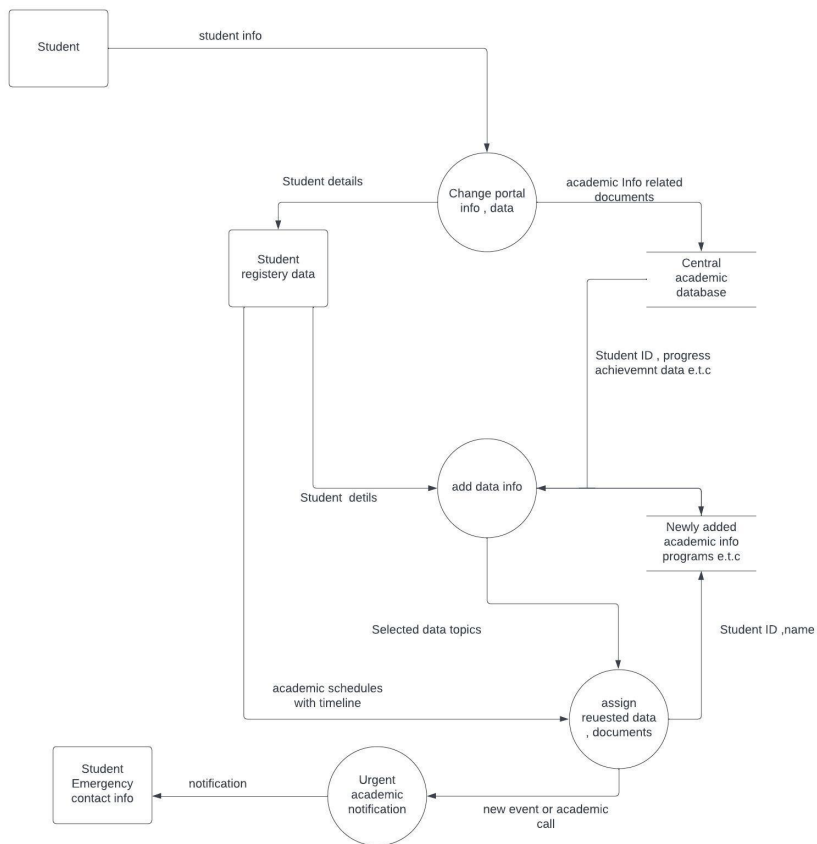 Student
student info
Student details
Change portal
info , data
academic Info related
documents
Student
registery data
Central
academic
database
Student ID , progress
achievemnt data e.t.c
add data info
Student  detils
Newly added
academic info
programs e.t.c
Selected data topics
Student ID ,name
academic schedules
with timeline
assign
reuested data
, documents
Student
Emergency
contact info
notification
Urgent
academic
notification
new event or academic
call